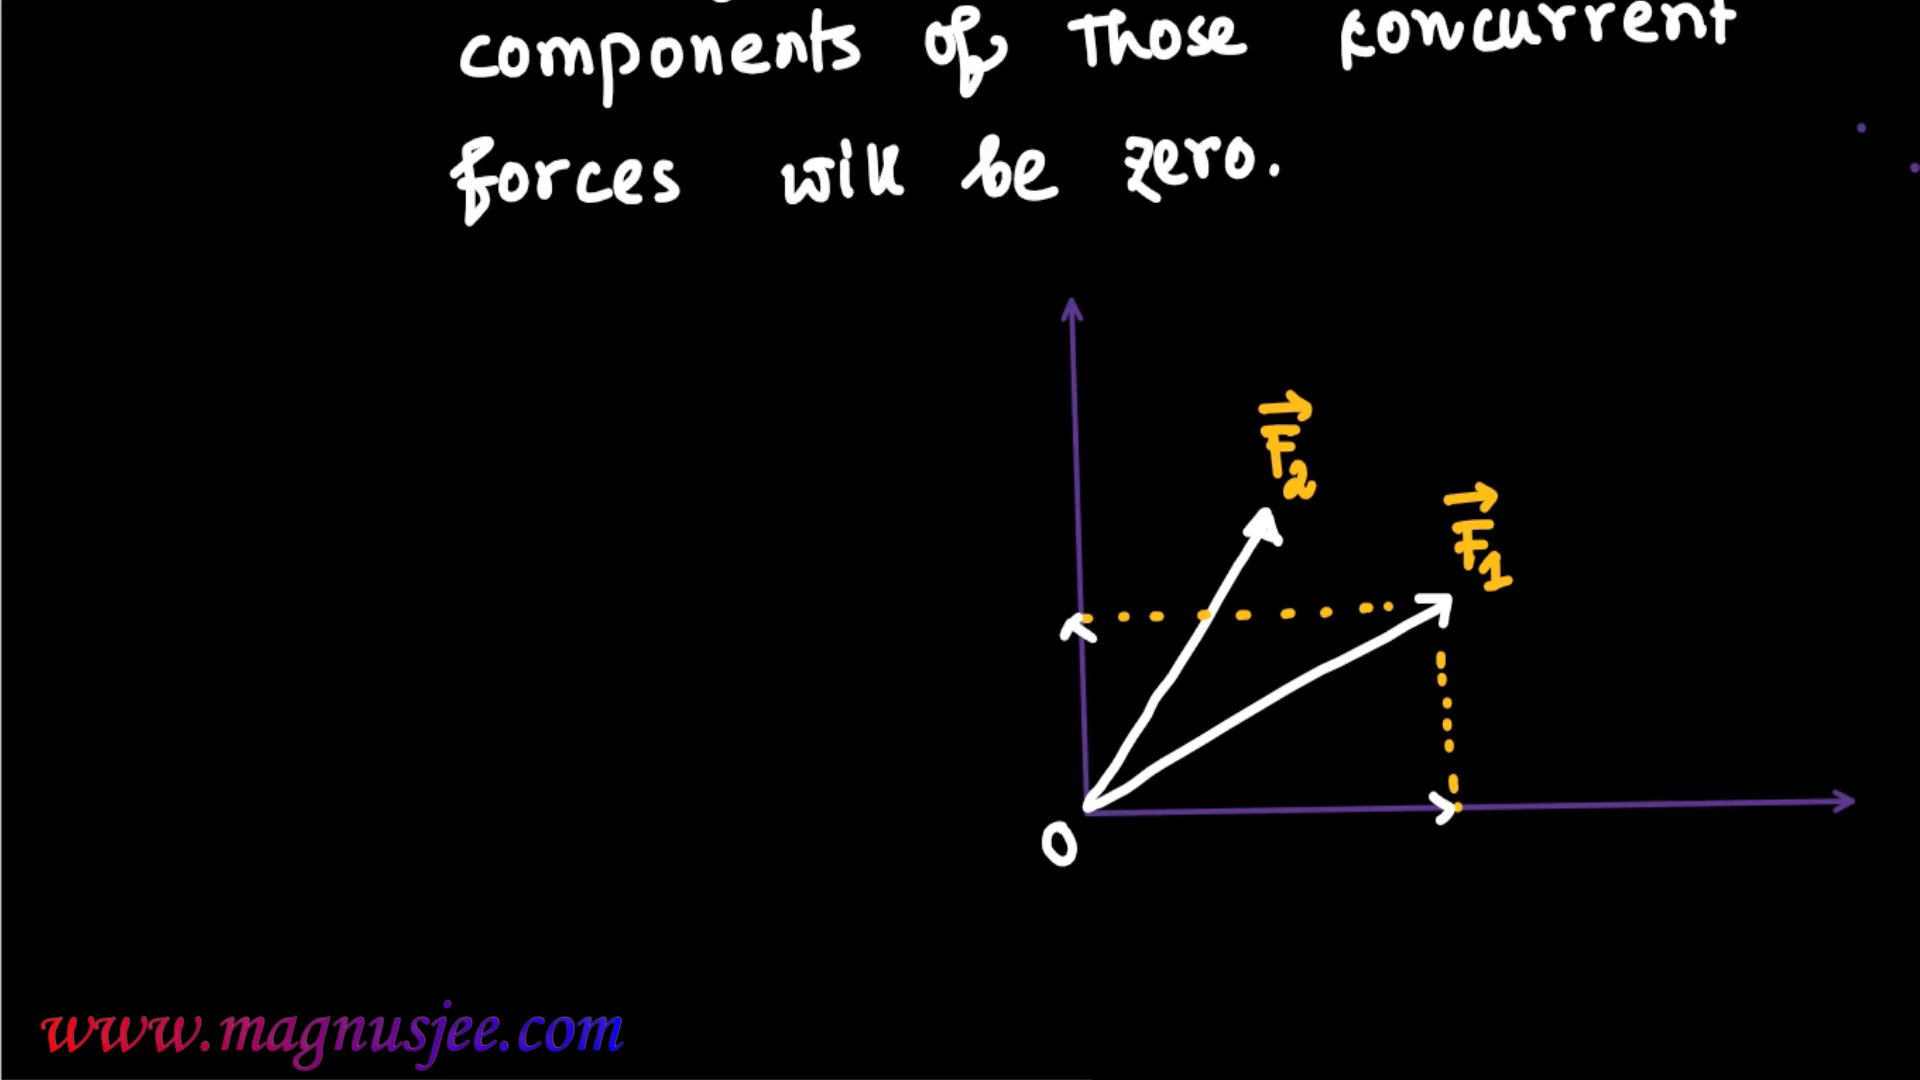 components of those concurrent
forces will be zero.
F₂
F₁
O
www.magnusjee.com